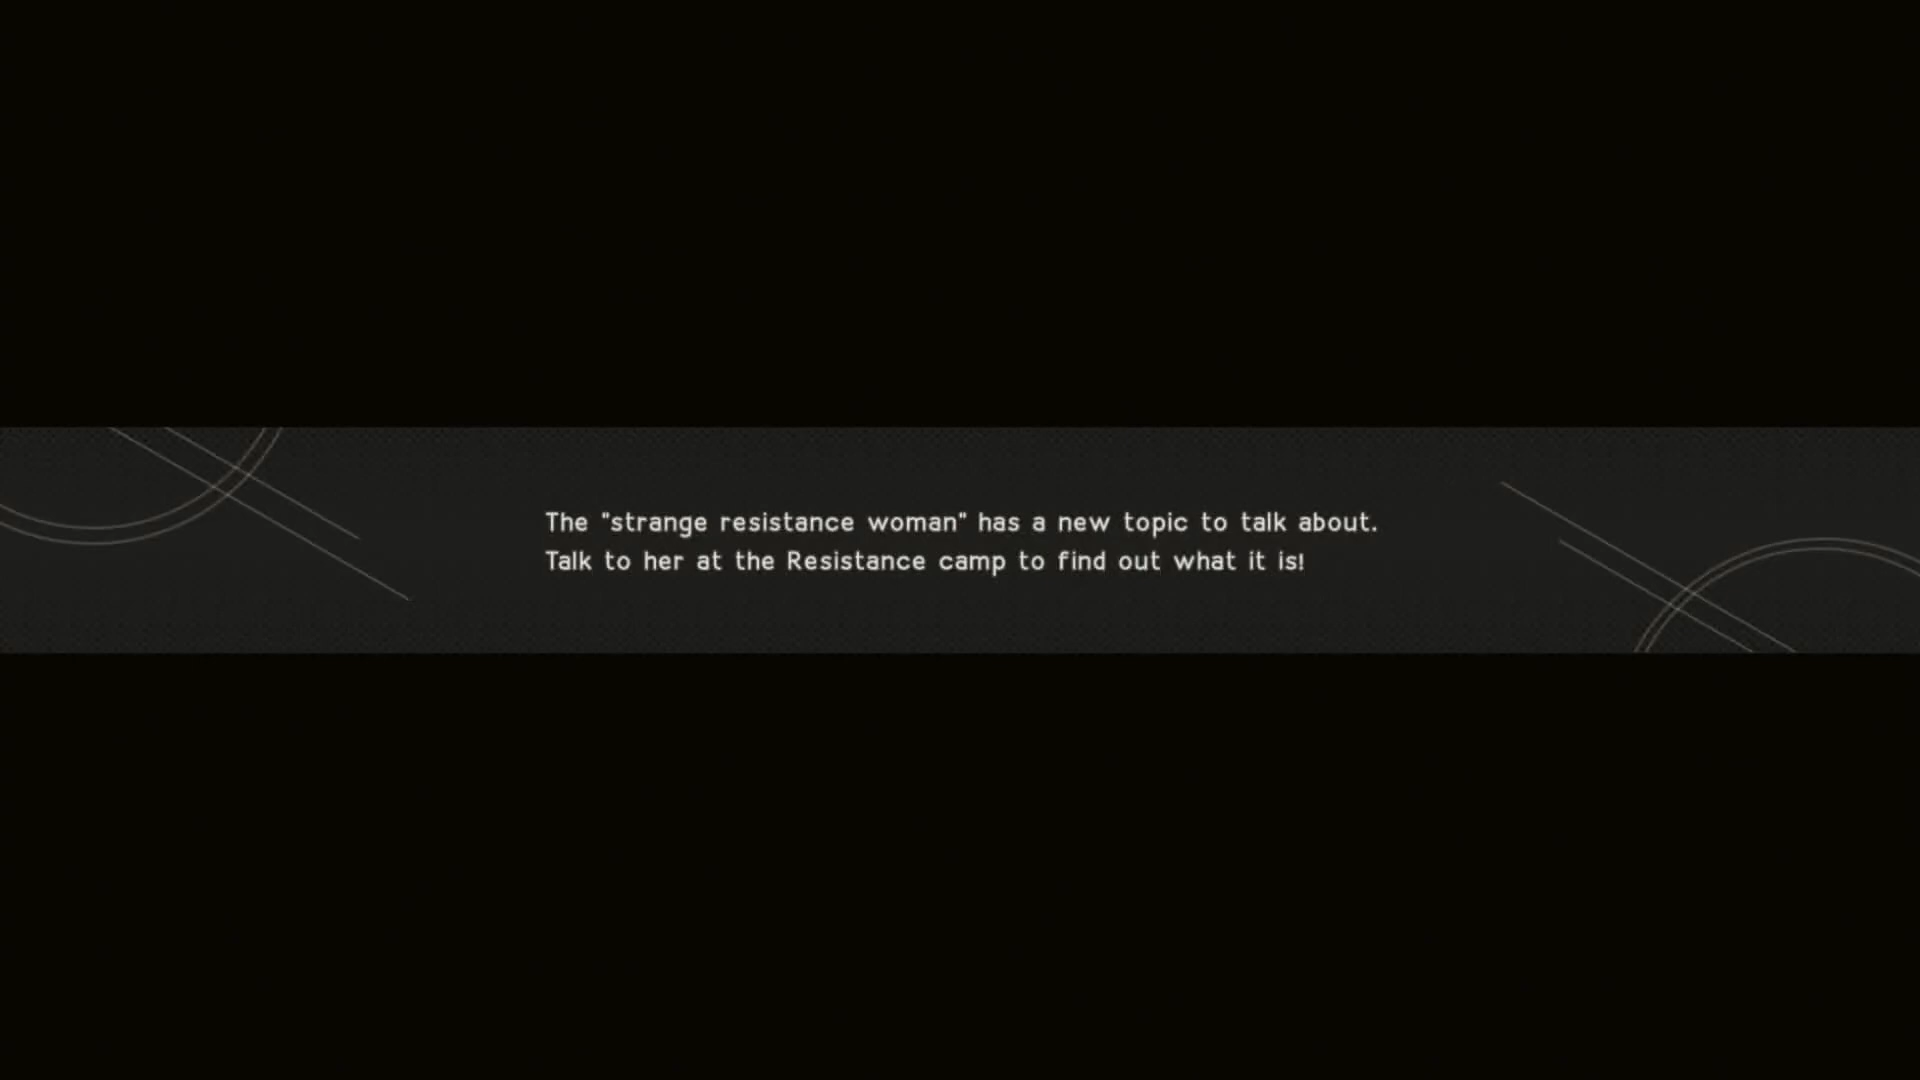 The "strange resistance woman" has a new topic to talk about.
Talk to her at the Resistance camp to find out what it is!